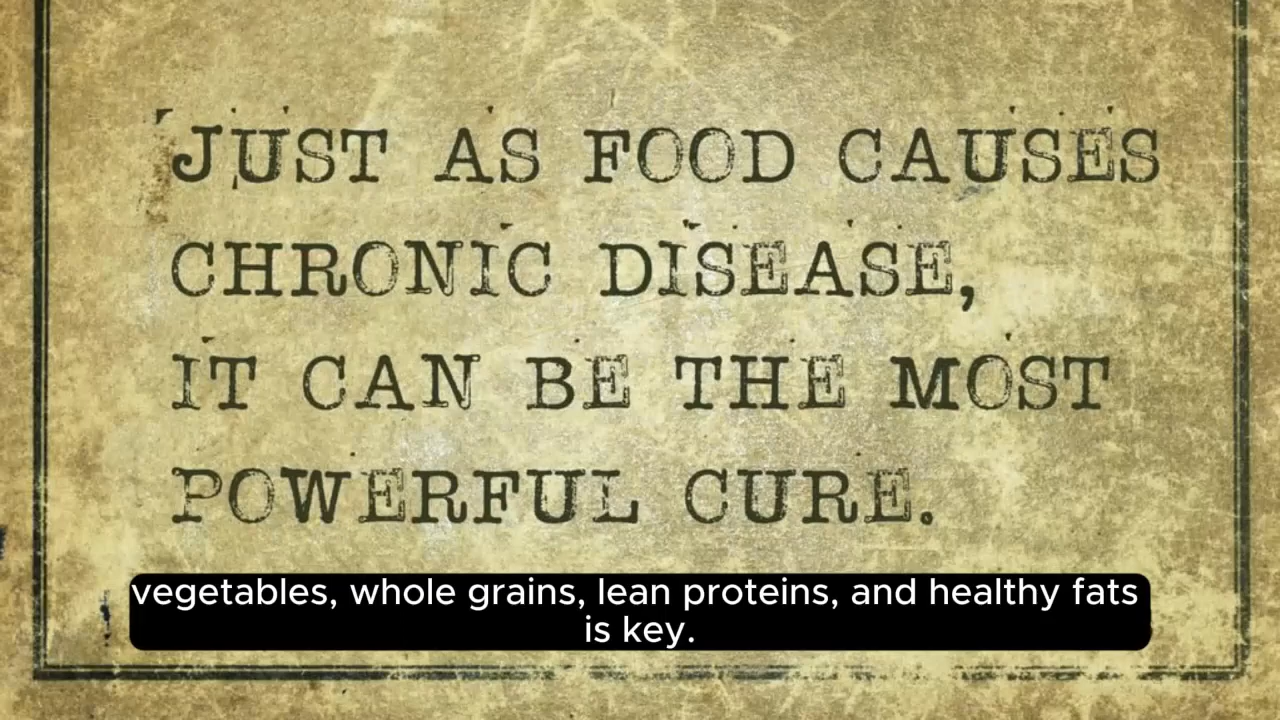 JUST AS FOOD CAUSES
CHRONIC DISEASE,
IT CAN BE THE MOST
POWERFUL CURE.
vegetables, whole grains, lean proteins, and healthy fats
is key.